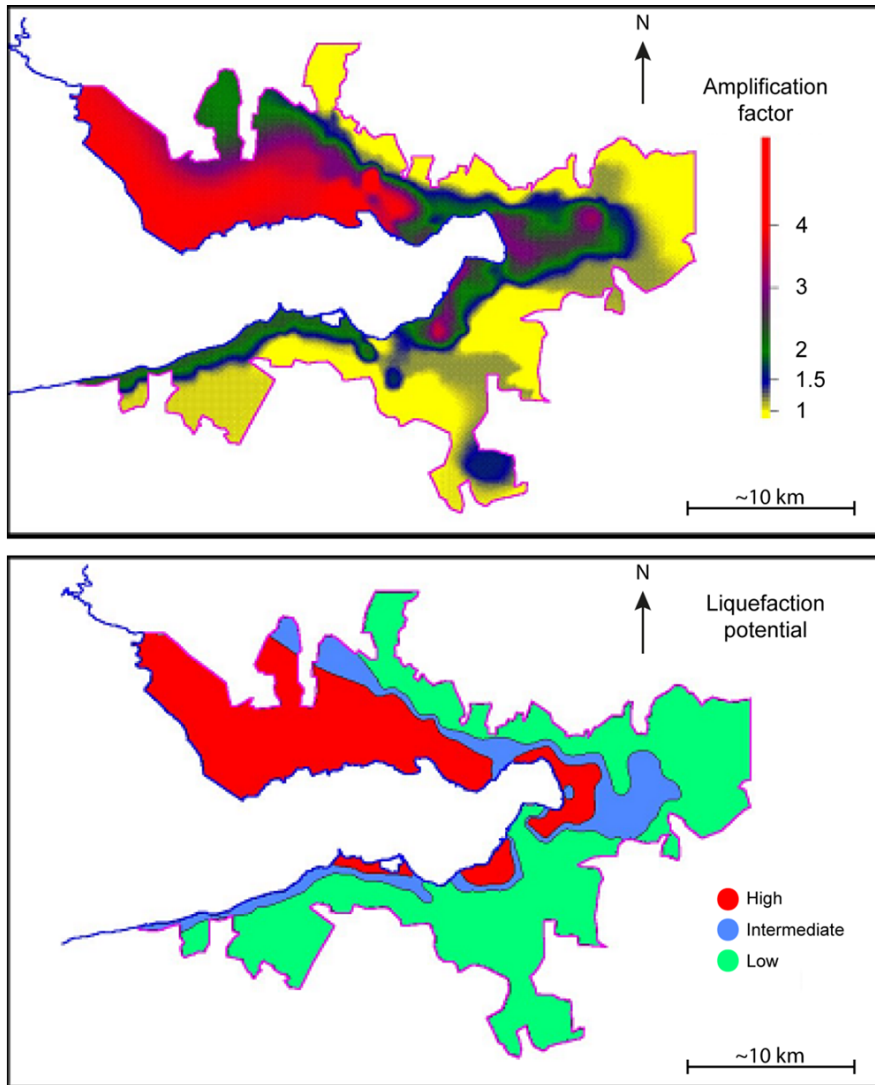 N
Amplification
factor
4
3
2
1.5
1
~10 km
N
Liquefaction
potential
High
Intermediate
Low
~10 km